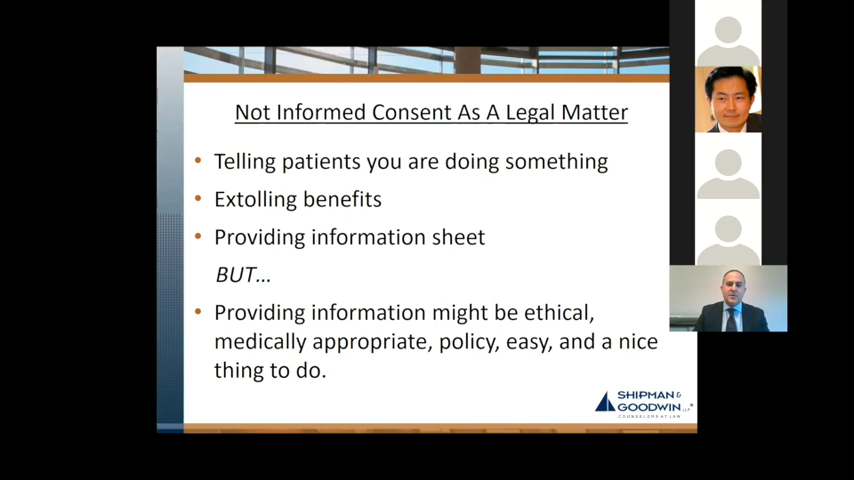 Not Informed Consent As A Legal Matter
• Telling patients you are doing something
• Extolling benefits
• Providing information sheet
BUT…
• Providing information might be ethical,
medically appropriate, policy, easy, and a nice
thing to do.
SHIPMAN &
GOODWIN LLP®
COUNSELORS AT LAW